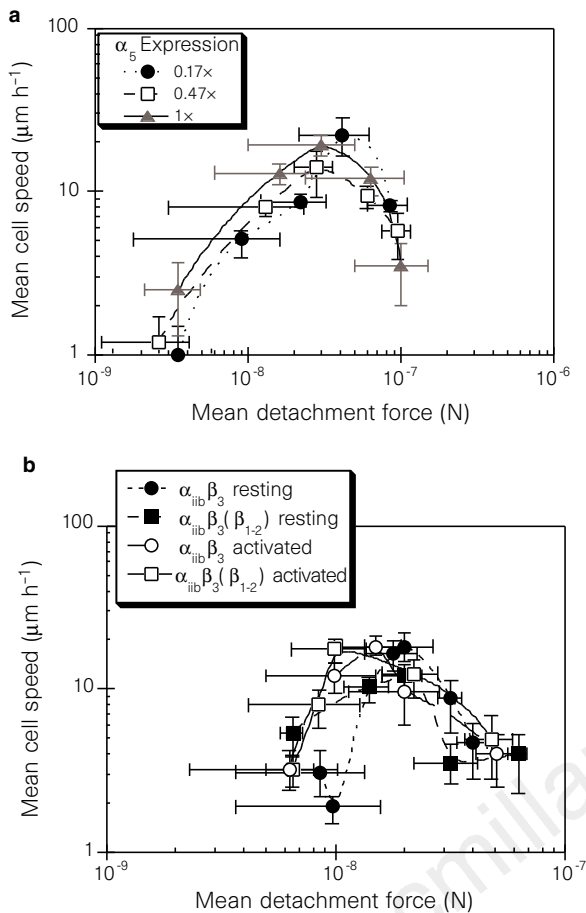 a
α5 Expression
0.17×
0.47×
1×
100
10
1
Mean cell speed (μm h⁻¹)
10⁻⁹ 10⁻⁸ 10⁻⁷ 10⁻⁶
Mean detachment force (N)
b
αiibβ3 resting
αiibβ3(β1-2) resting
αiibβ3 activated
αiibβ3(β1-2) activated
100
10
1
Mean cell speed (μm h⁻¹)
10⁻⁹ 10⁻⁸ 10⁻⁷
Mean detachment force (N)